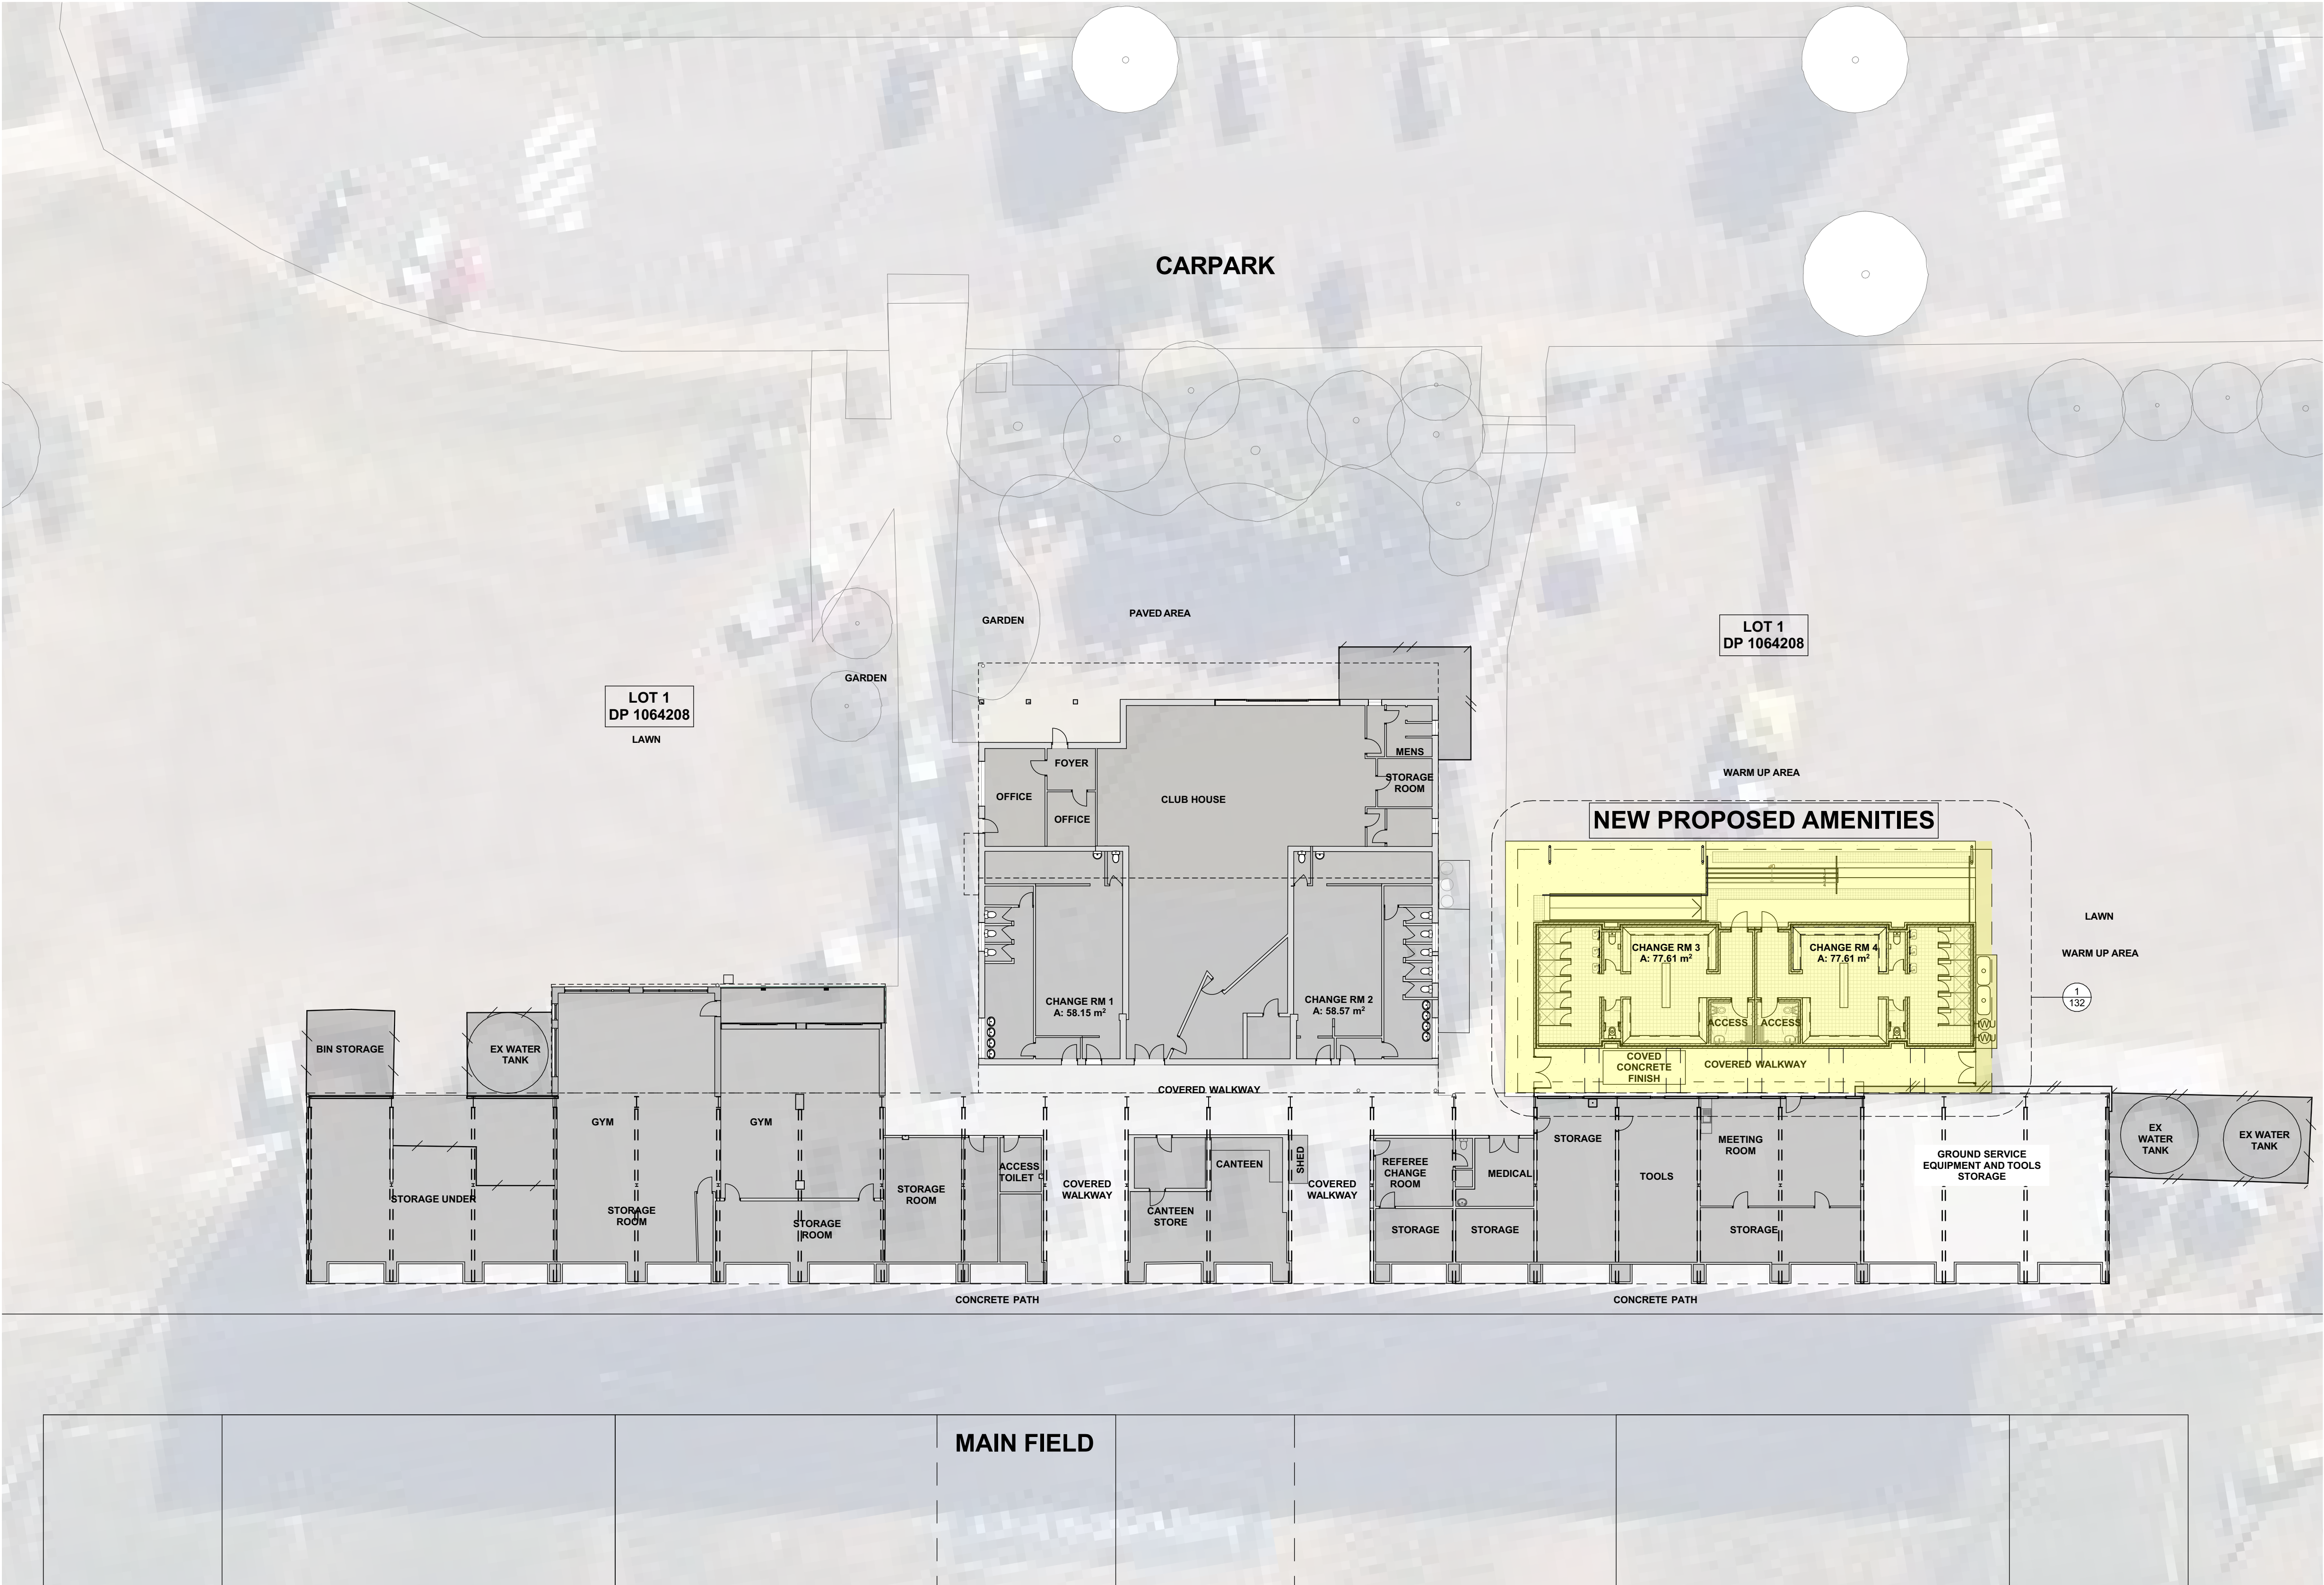 CARPARK
GARDEN
PAVED AREA
LOT 1
DP 1064208
GARDEN
LOT 1
DP 1064208
LAWN
WARM UP AREA
FOYER
OFFICE
OFFICE
CLUB HOUSE
MENS
STORAGE
ROOM
NEW PROPOSED AMENITIES
CHANGE RM 3
A: 77.61 m²
CHANGE RM 4
A: 77.61 m²
LAWN
WARM UP AREA
1
132
CHANGE RM 1
A: 58.15 m²
CHANGE RM 2
A: 58.57 m²
ACCESS
ACCESS
BIN STORAGE
EX WATER
TANK
COVED
CONCRETE
FINISH
COVERED WALKWAY
COVERED WALKWAY
GYM
GYM
STORAGE UNDER
STORAGE
ROOM
STORAGE
ROOM
STORAGE
ROOM
ACCESS
TOILET
COVERED
WALKWAY
CANTEEN
CANTEEN
STORE
SHED
COVERED
WALKWAY
REFEREE
CHANGE
ROOM
MEDICAL
STORAGE
STORAGE
STORAGE
TOOLS
MEETING
ROOM
STORAGE
GROUND SERVICE
EQUIPMENT AND TOOLS
STORAGE
EX
WATER
TANK
EX WATER
TANK
CONCRETE PATH
CONCRETE PATH
MAIN FIELD